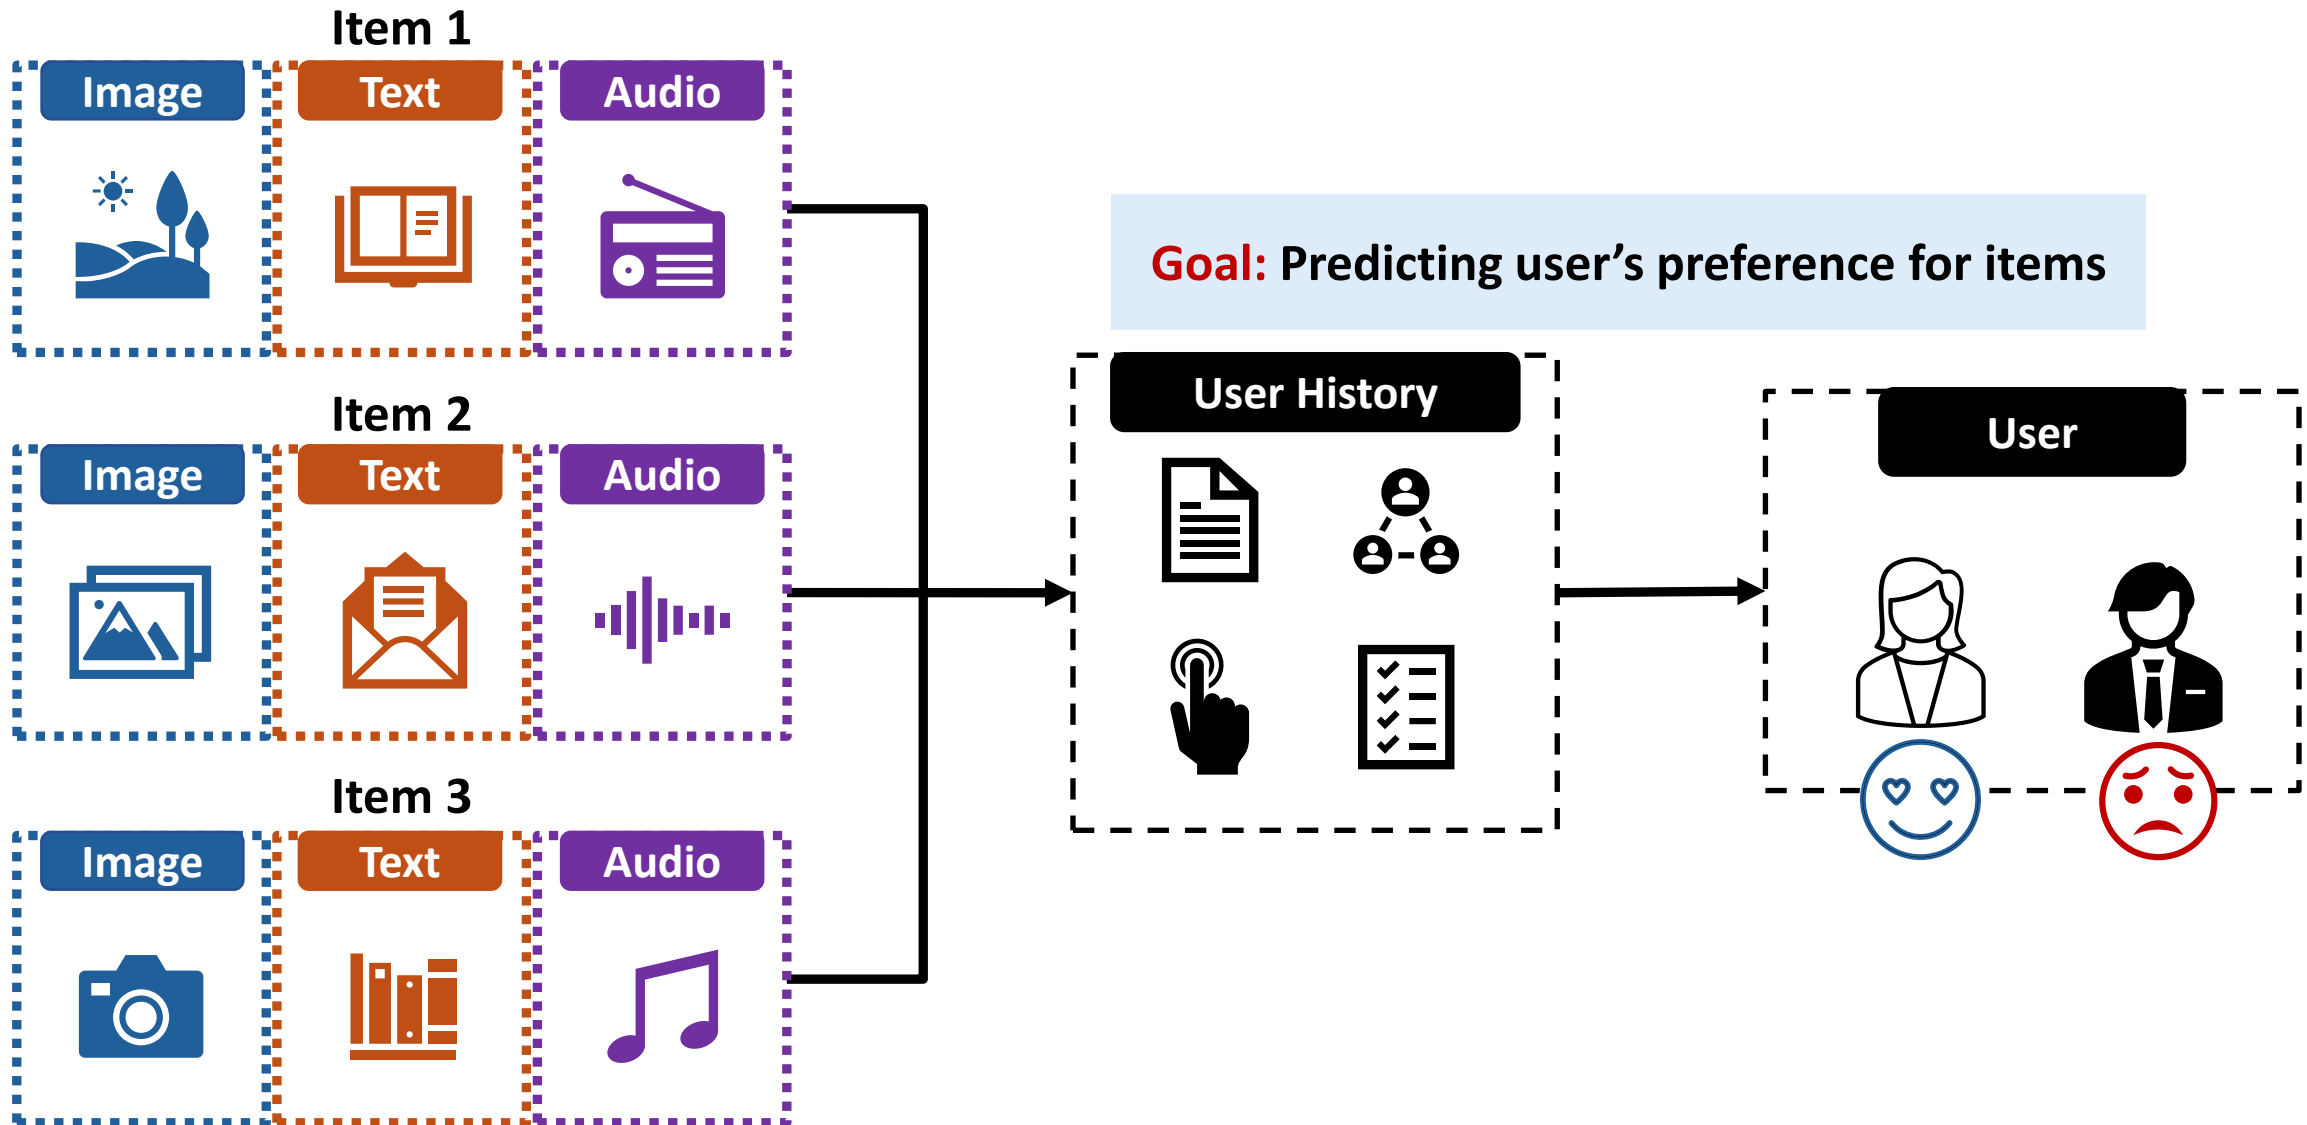 Item 1
Image
Text
Audio
Item 2
Image
Text
Audio
Item 3
Image
Text
Audio
Goal: Predicting user’s preference for items
User History
User